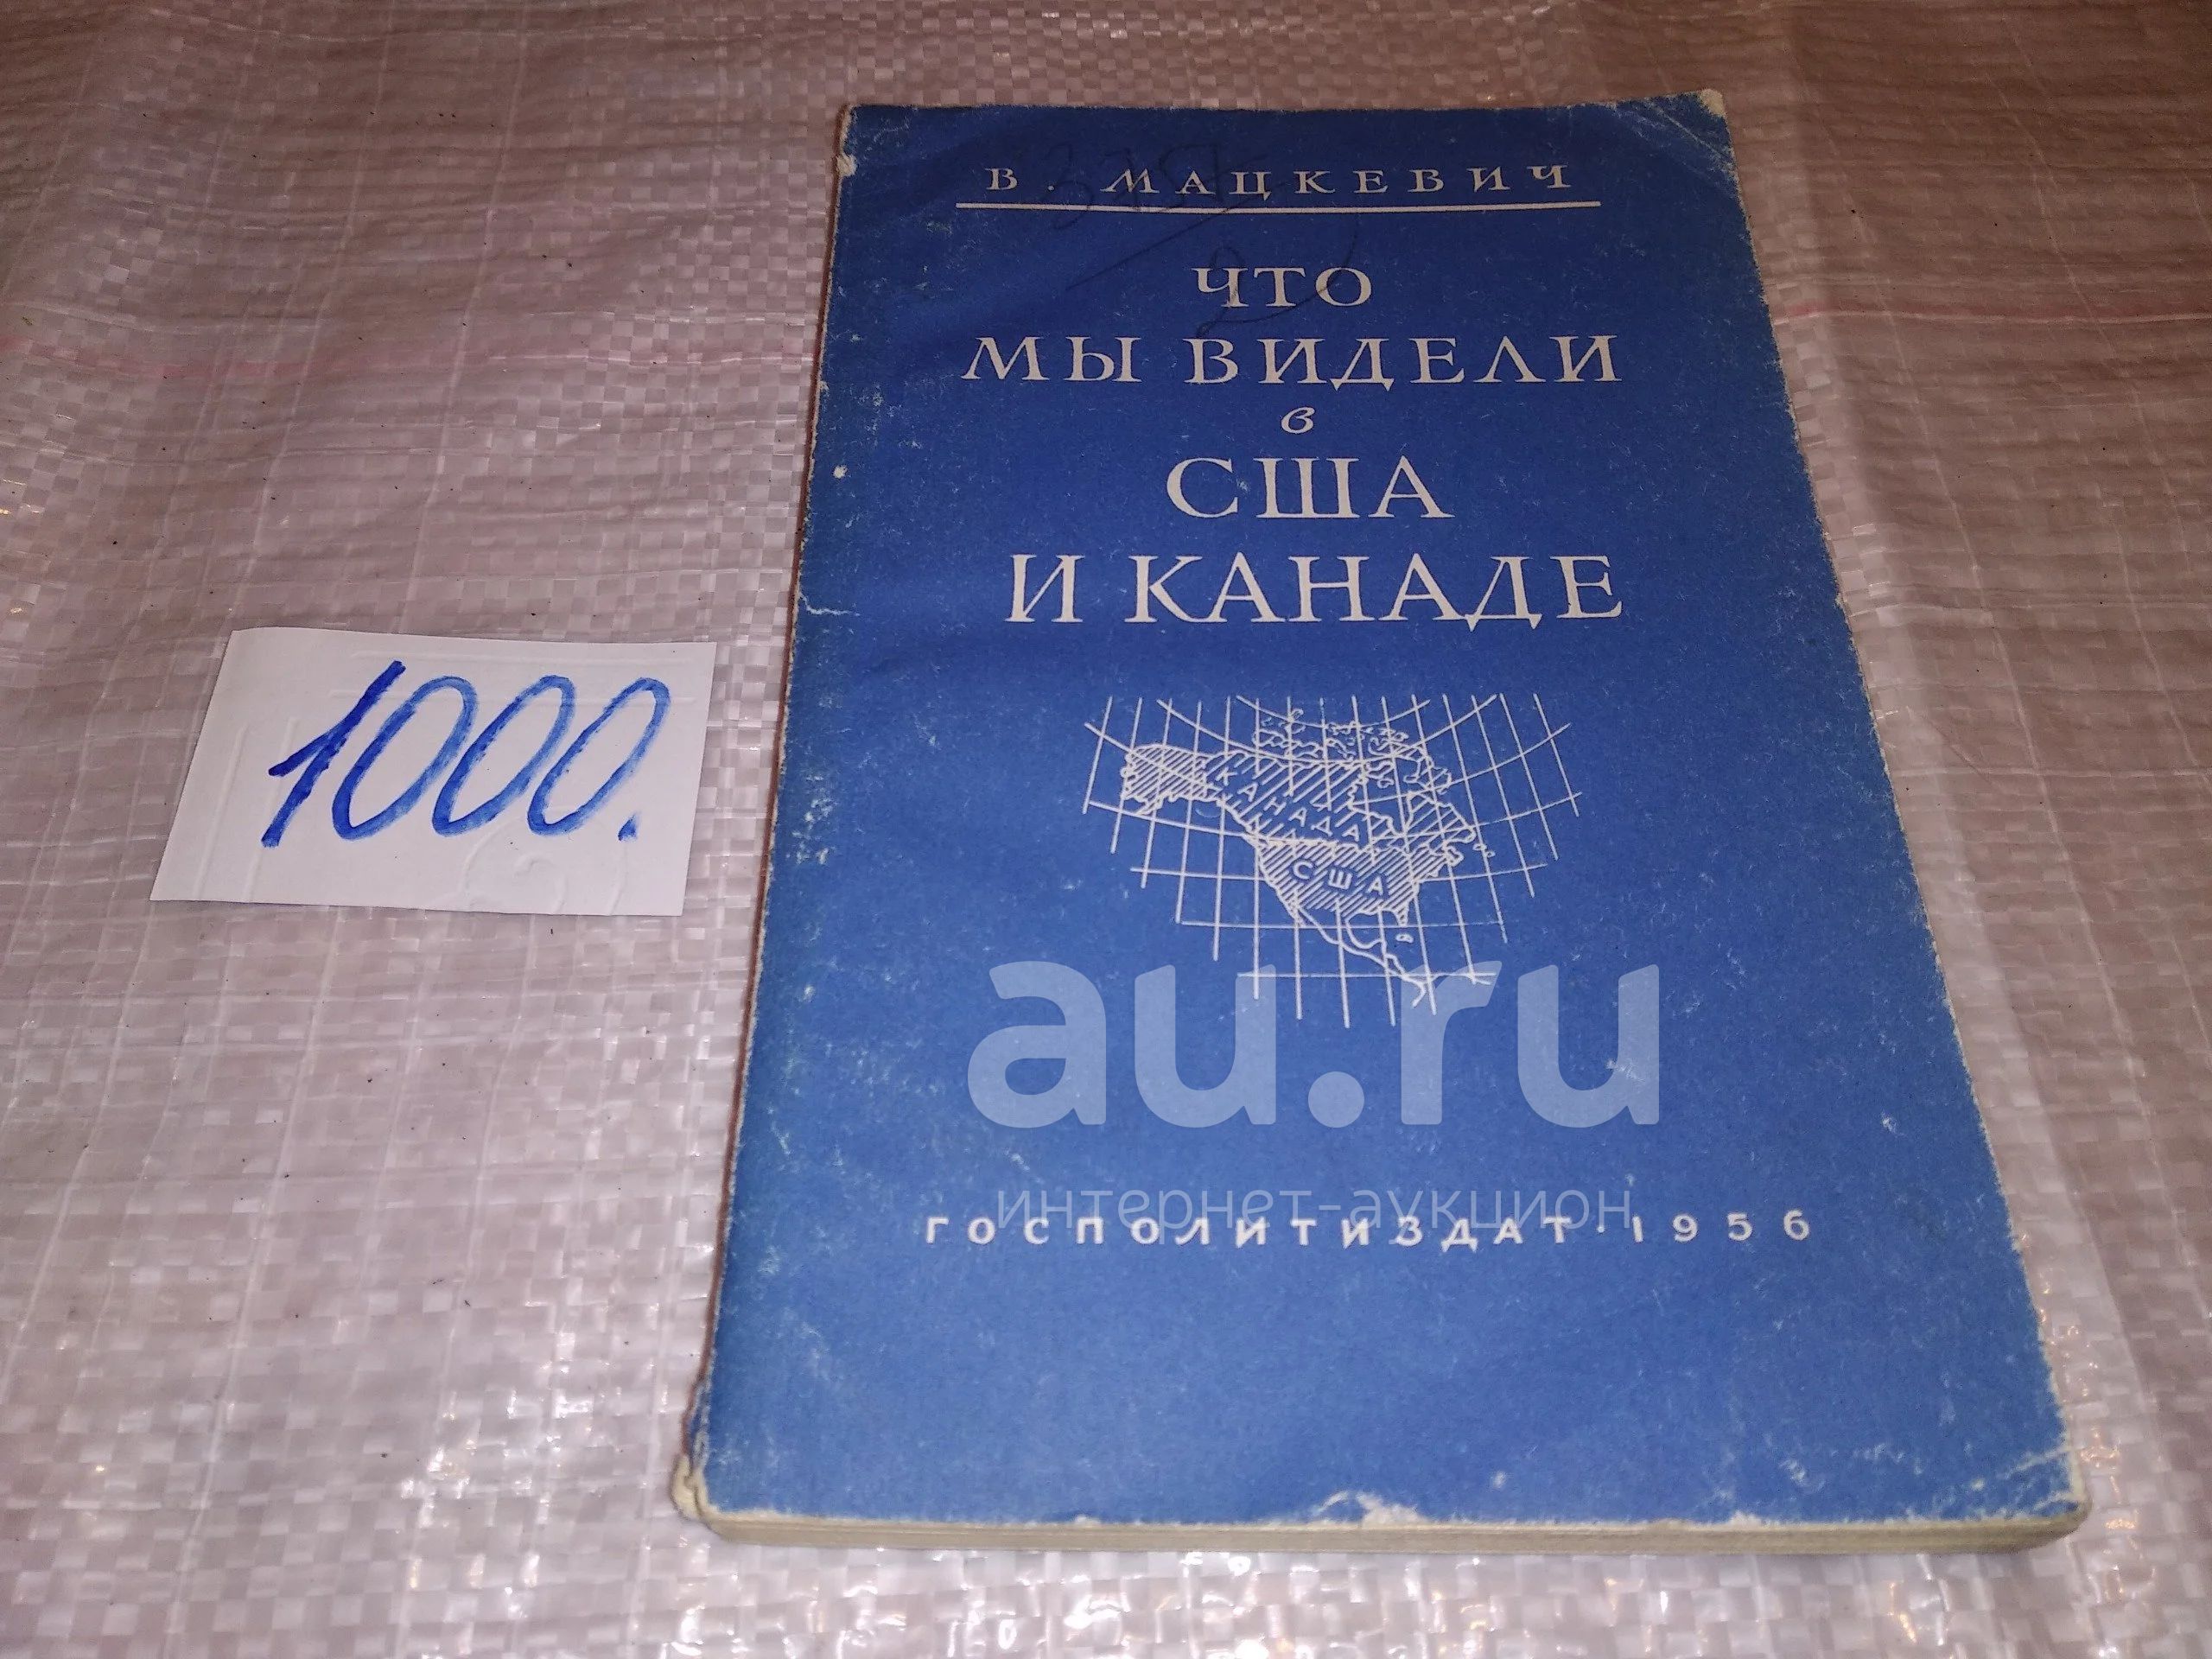 В. МАЦКЕВИЧ
ЧТО
МЫ ВИДЕЛИ
в
США
И КАНАДЕ
КАНАДА
США
ГОСПОЛИТИЗДАТ · 1956
1000.
au.ru
интернет-аукцион